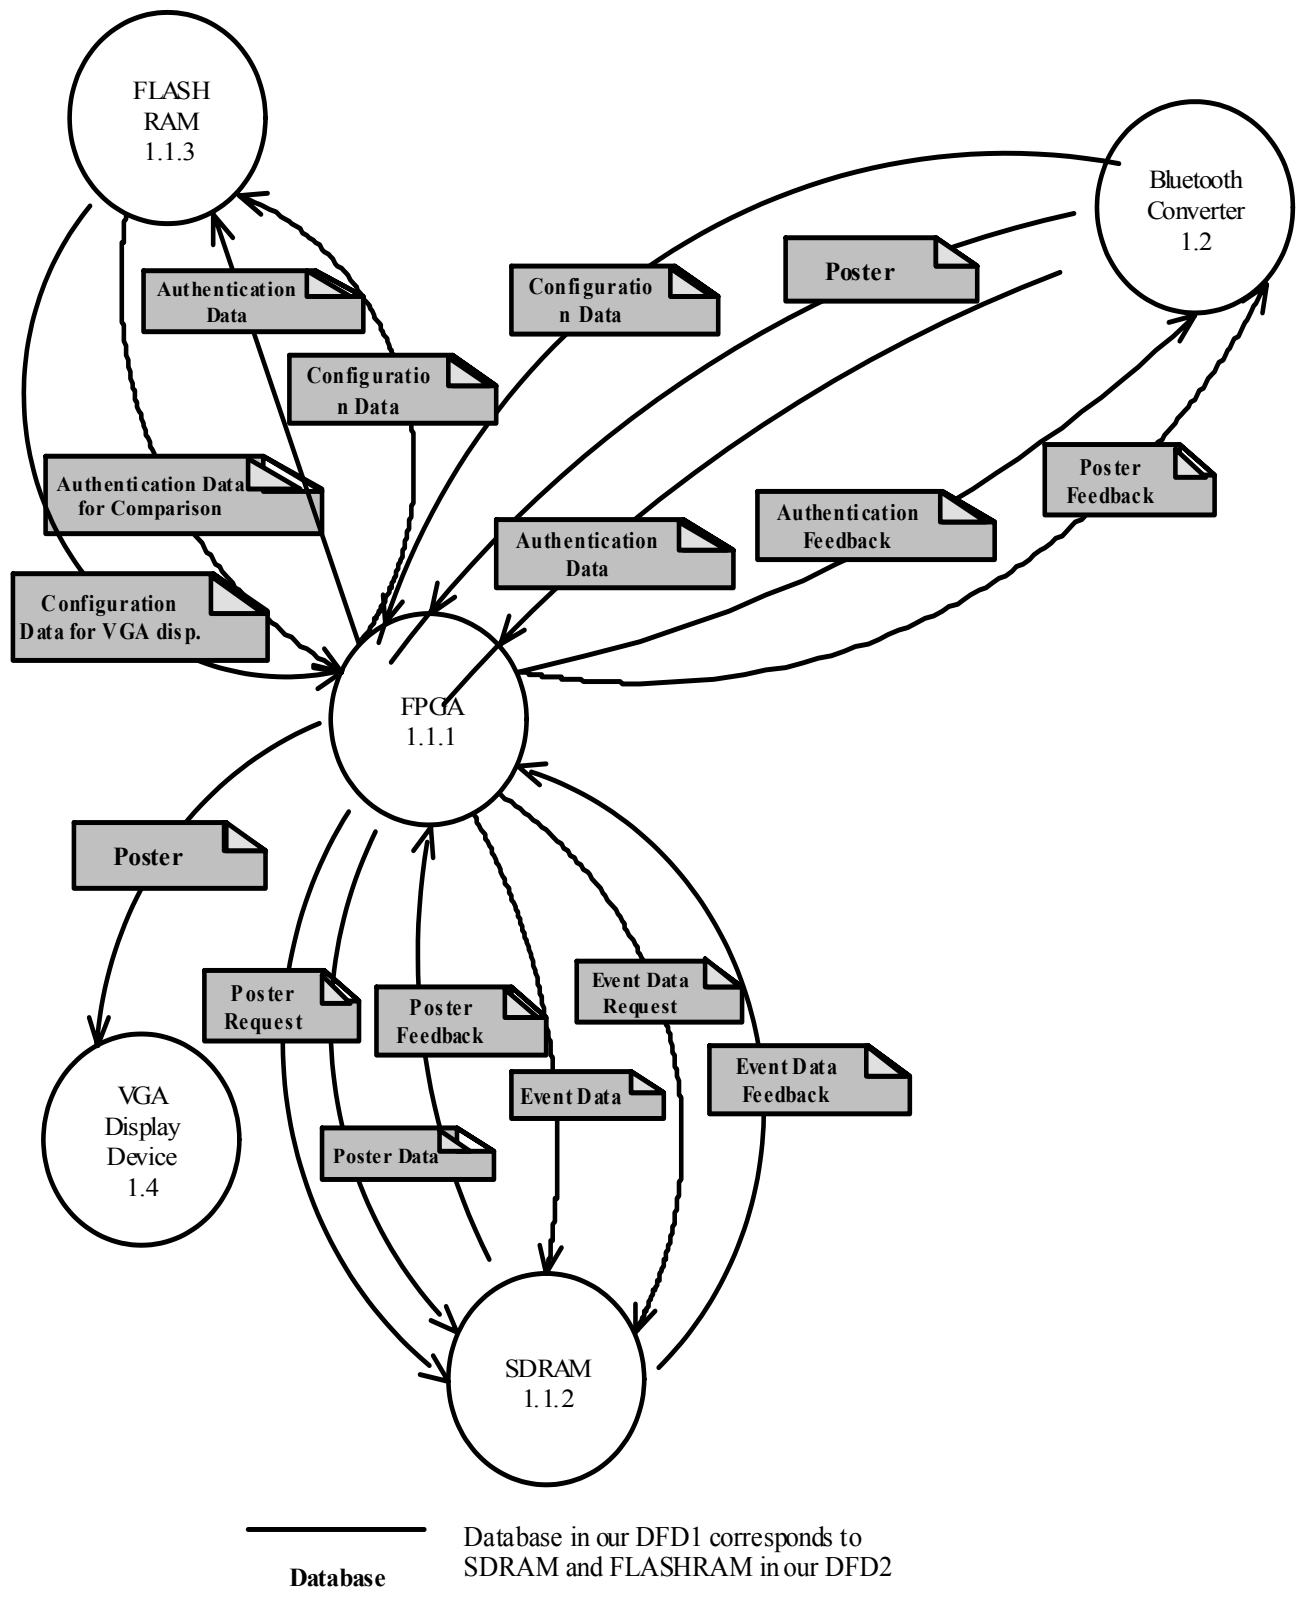 FLASH
RAM
1.1.3
Bluetooth
Converter
1.2
Authentication
Data
Configuratio
n Data
Poster
Configuratio
n Data
Authentication Data
for Comparison
Poster
Feedback
Authentication
Feedback
Authentication
Data
Configuration
Data for VGA disp.
FPGA
1.1.1
Poster
Poster
Request
Poster
Feedback
Event Data
Request
Event Data
Feedback
Event Data
VGA
Display
Device
1.4
Poster Data
SDRAM
1.1.2
Database in our DFD1 corresponds to
SDRAM and FLASHRAM in our DFD2
Database